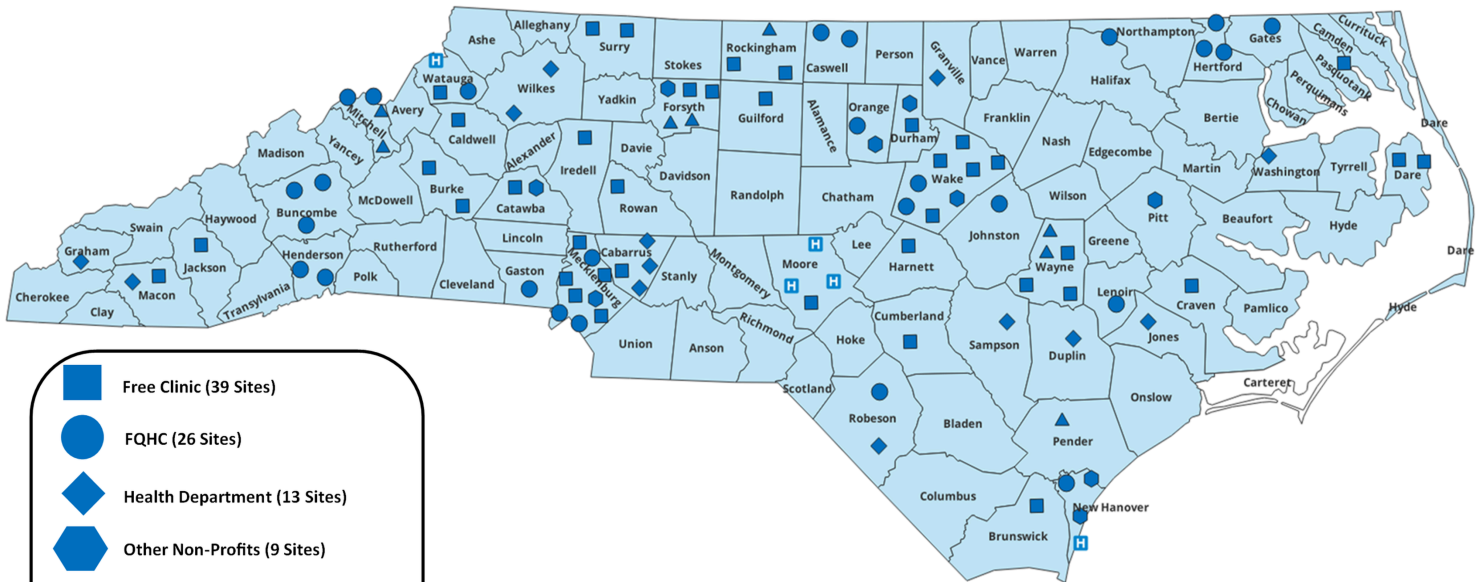 Alleghany
Ashe
Surry
Stokes
Rockingham
Caswell
Person
Granville
Vance
Warren
Northampton
Gates
Camden
Currituck
Hertford
Pasquotank
Perquimans
Chowan
Halifax
Watauga
Wilkes
Yadkin
Forsyth
Guilford
Alamance
Orange
Durham
Franklin
Nash
Edgecombe
Bertie
Dare
Avery
Mitchell
Yancey
Madison
Caldwell
Alexander
Iredell
Davie
Davidson
Randolph
Chatham
Wake
Wilson
Martin
Washington
Tyrrell
Dare
Buncombe
McDowell
Burke
Catawba
Rowan
Johnston
Pitt
Beaufort
Hyde
Dare
Haywood
Swain
Graham
Jackson
Henderson
Rutherford
Lincoln
Cabarrus
Mecklenburg
Stanly
Montgomery
Moore
Lee
Harnett
Wayne
Greene
Cherokee
Macon
Clay
Transylvania
Polk
Cleveland
Gaston
Union
Anson
Richmond
Scotland
Hoke
Cumberland
Sampson
Duplin
Lenoir
Craven
Jones
Pamlico
Hyde
Carteret
Onslow
Robeson
Bladen
Pender
Columbus
Brunswick
New Hanover
H
H
H
H
H
Free Clinic (39 Sites)
FQHC (26 Sites)
Health Department (13 Sites)
Other Non-Profits (9 Sites)